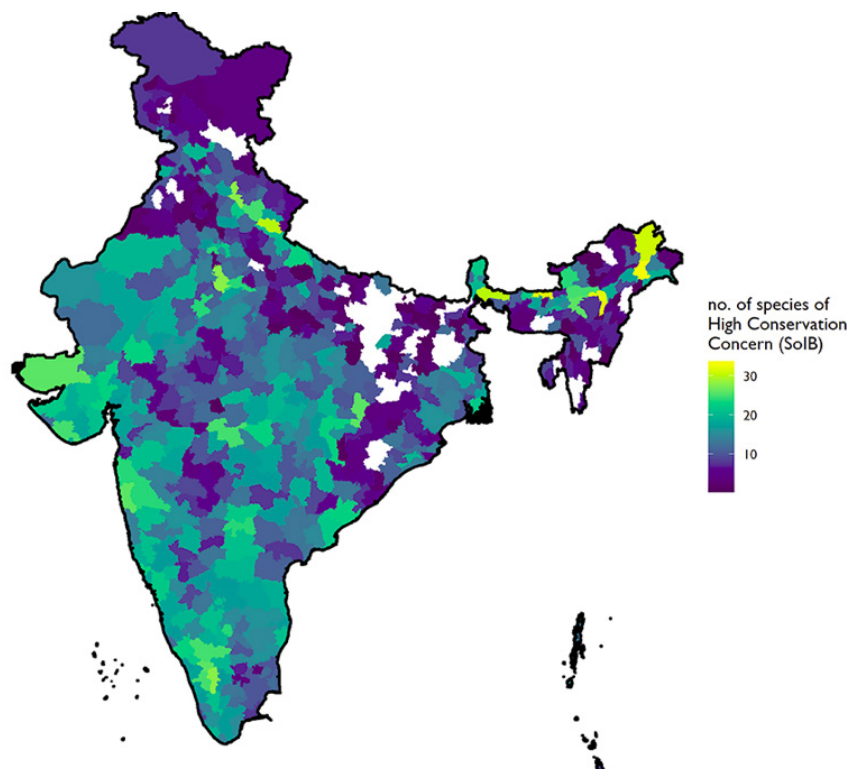 no. of species of
High Conservation
Concern (SoIB)
30
20
10